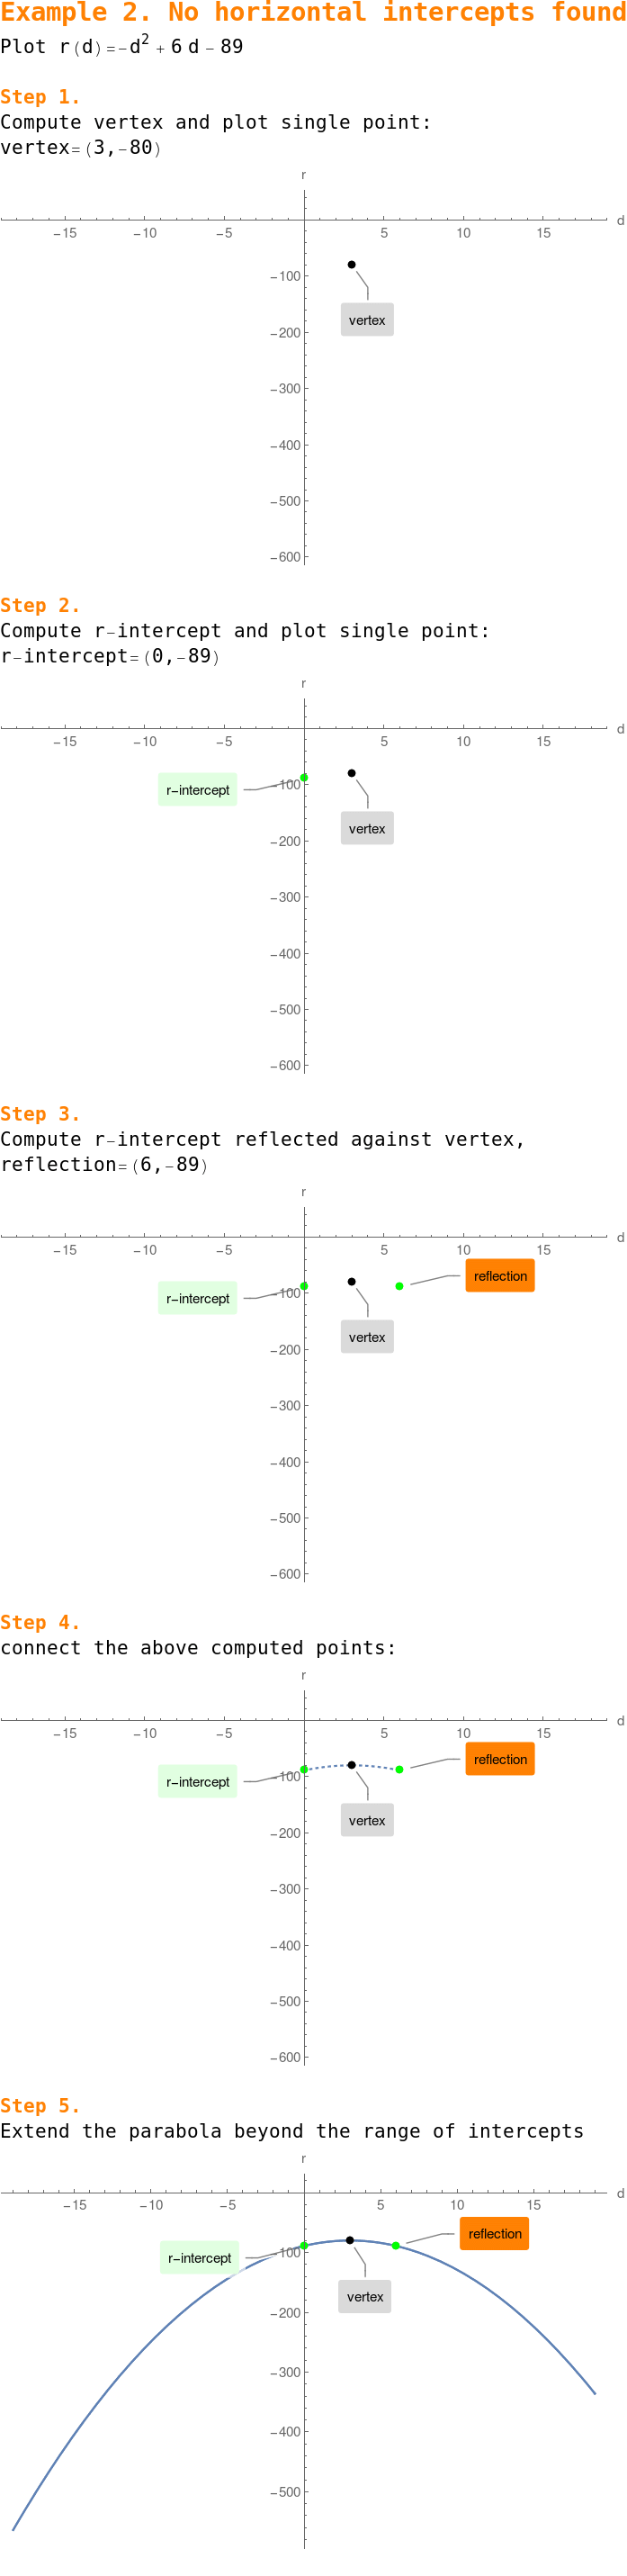 Example 2. No horizontal intercepts found
Plot r(d)=-d² + 6 d - 89
Step 1.
Compute vertex and plot single point:
vertex=(3,-80)
r
d
-15 -10 -5 5 10 15
-100
vertex
-200
-300
-400
-500
-600
Step 2.
Compute r-intercept and plot single point:
r-intercept=(0,-89)
r
d
-15 -10 -5 5 10 15
r-intercept
-100
vertex
-200
-300
-400
-500
-600
Step 3.
Compute r-intercept reflected against vertex,
reflection=(6,-89)
r
d
-15 -10 -5 5 10 15
reflection
r-intercept
-100
vertex
-200
-300
-400
-500
-600
Step 4.
connect the above computed points:
r
d
-15 -10 -5 5 10 15
reflection
r-intercept
-100
vertex
-200
-300
-400
-500
-600
Step 5.
Extend the parabola beyond the range of intercepts
r
d
-15 -10 -5 5 10 15
reflection
r-intercept
-100
vertex
-200
-300
-400
-500